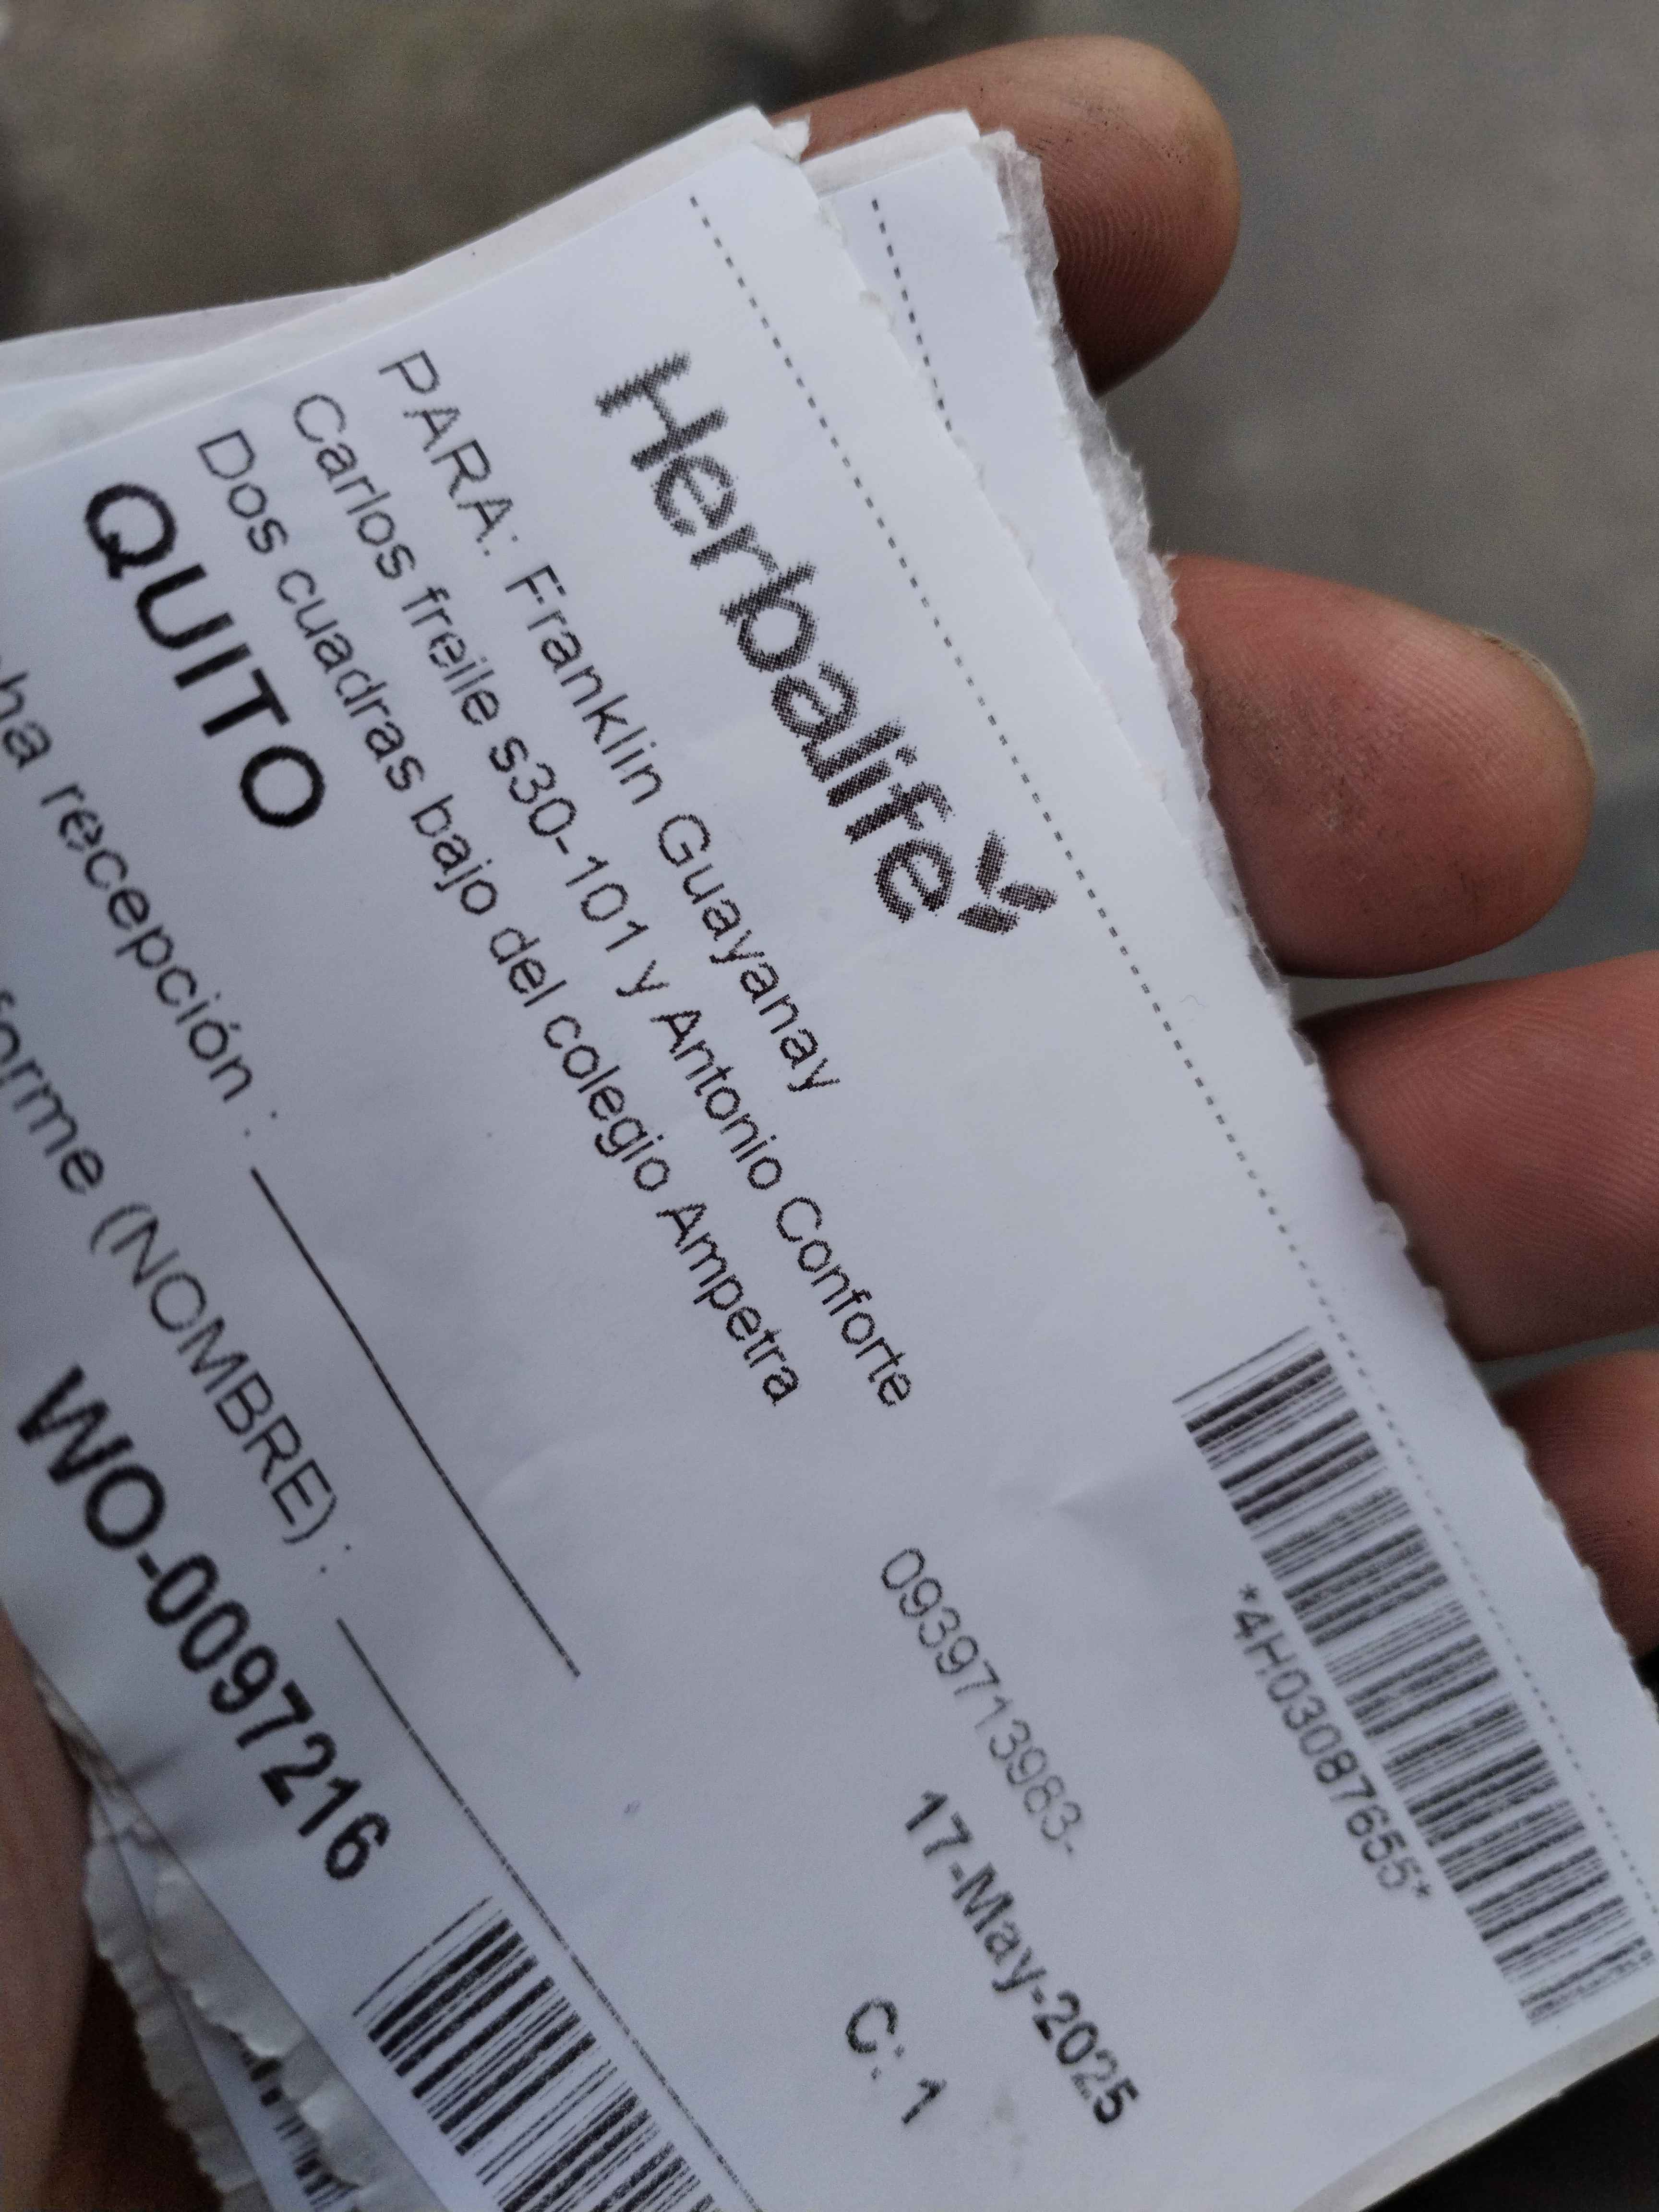 Herbalife
*4H03087655*
PARA: Franklin Guayanay
Carlos freile s30-101 y Antonio Conforte
0939713983-
Dos cuadras bajo del colegio Ampetra
17-May-2025
QUITO
C: 1
ha recepción :
forme (NOMBRE) :
WO-0097216